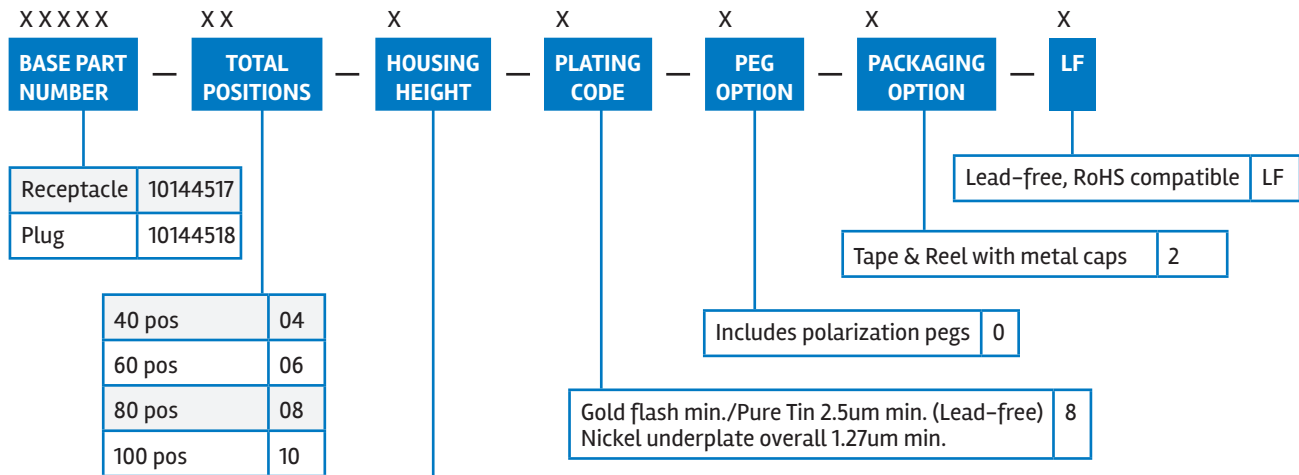 X X X X X X X X X X X X
BASE PART NUMBER — TOTAL POSITIONS — HOUSING HEIGHT — PLATING CODE — PEG OPTION — PACKAGING OPTION — LF
Receptacle 10144517
Plug 10144518
Lead-free, RoHS compatible LF
Tape & Reel with metal caps 2
Includes polarization pegs 0
Gold flash min./Pure Tin 2.5um min. (Lead-free) 8
Nickel underplate overall 1.27um min.
40 pos 04
60 pos 06
80 pos 08
100 pos 10